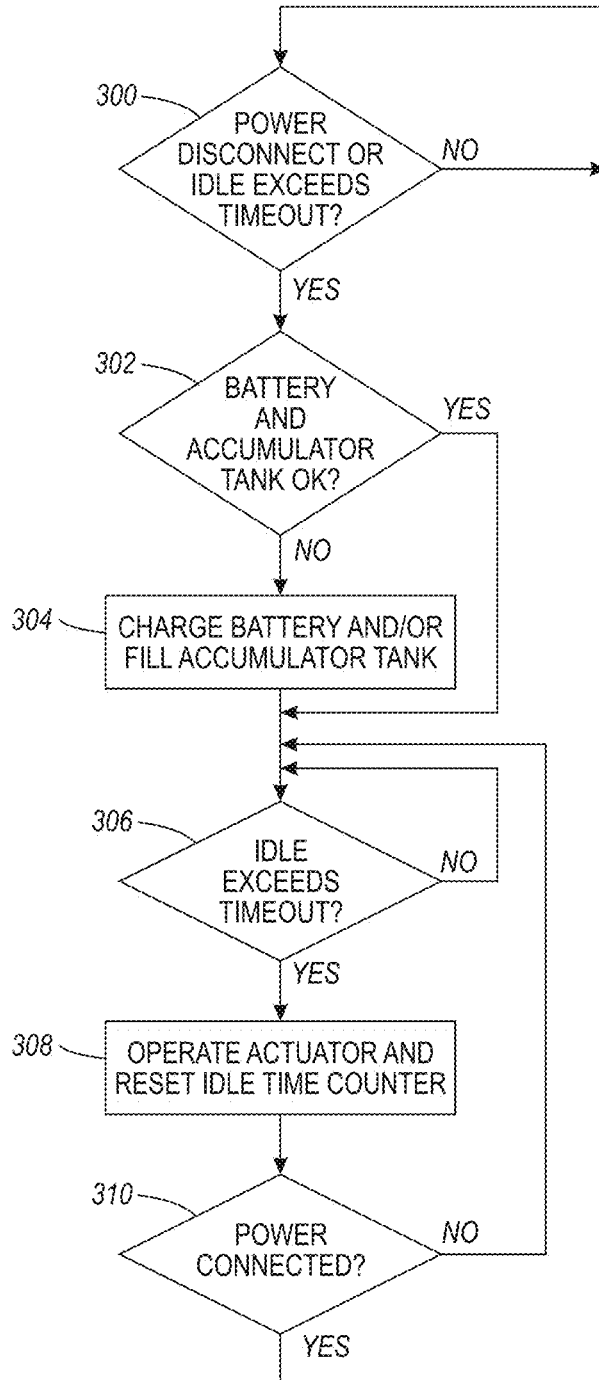 300
POWER
DISCONNECT OR
IDLE EXCEEDS
TIMEOUT?
NO
YES
302
BATTERY
AND
ACCUMULATOR
TANK OK?
YES
NO
304
CHARGE BATTERY AND/OR
FILL ACCUMULATOR TANK
306
IDLE
EXCEEDS
TIMEOUT?
NO
YES
308
OPERATE ACTUATOR AND
RESET IDLE TIME COUNTER
310
POWER
CONNECTED?
NO
YES